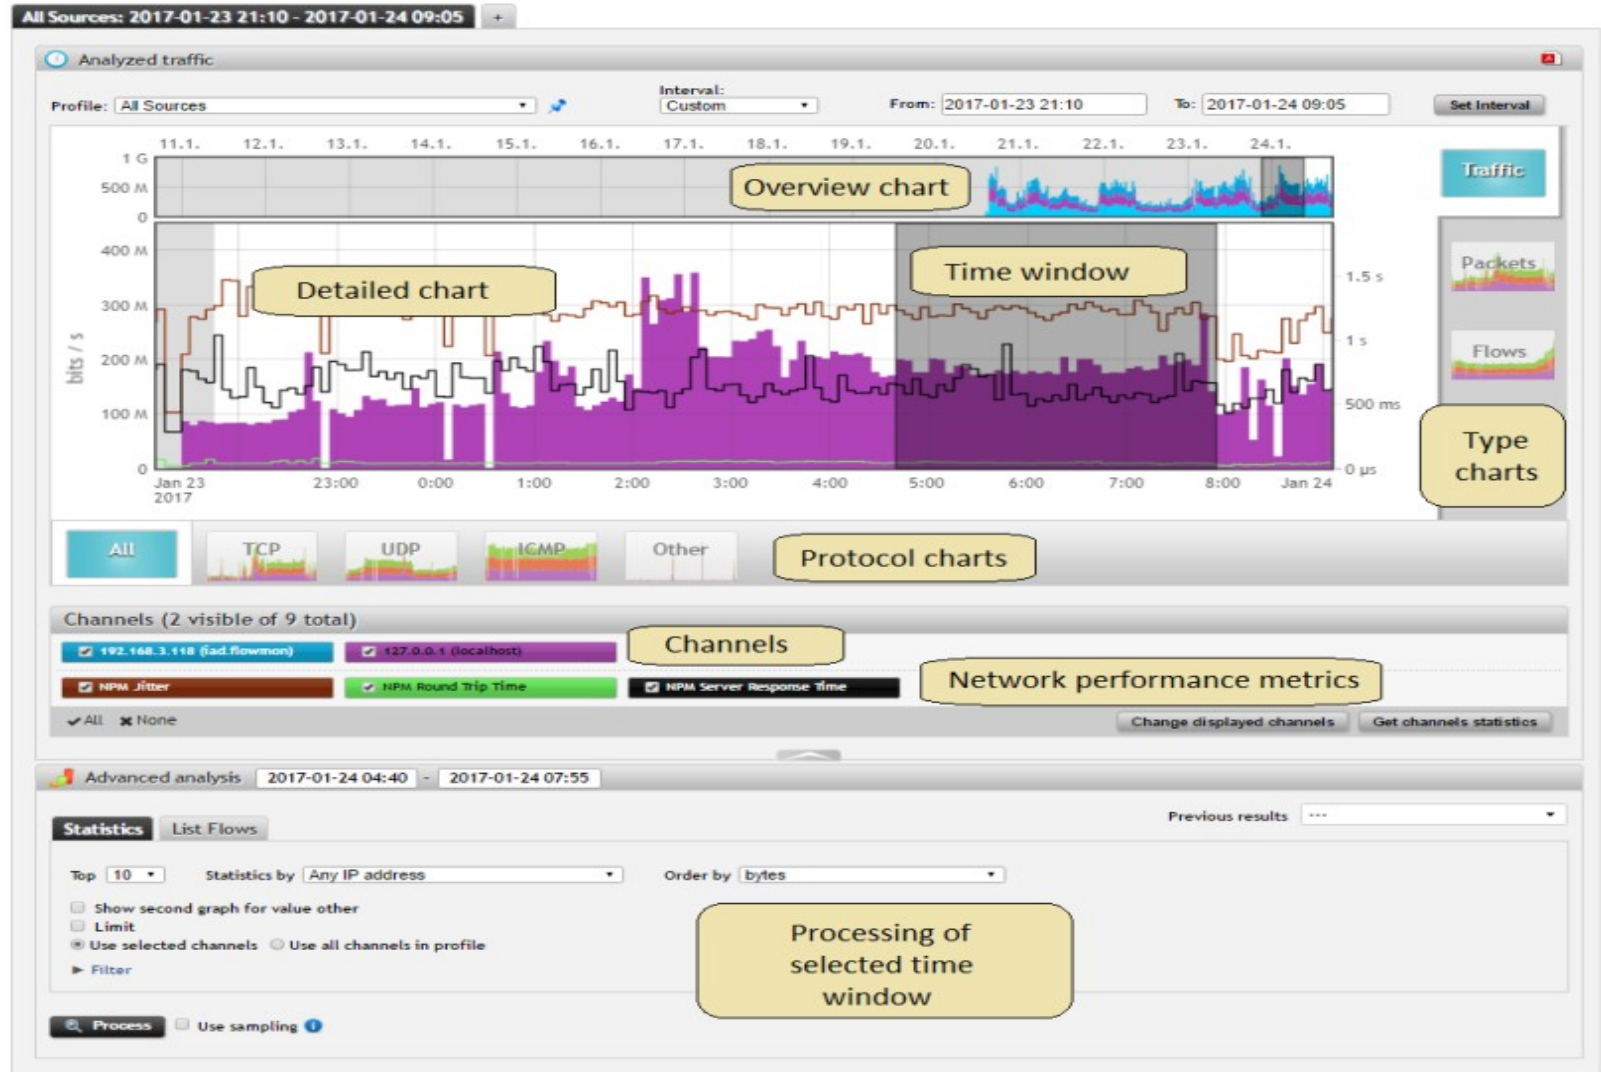 All Sources: 2017-01-23 21:10 - 2017-01-24 09:05 +
Analyzed traffic
Profile: All Sources
Interval:
Custom
From: 2017-01-23 21:10
To: 2017-01-24 09:05
Set Interval
11.1. 12.1. 13.1. 14.1. 15.1. 16.1. 17.1. 18.1. 19.1. 20.1. 21.1. 22.1. 23.1. 24.1.
1 G
500 M
0
Overview chart
Traffic
400 M
300 M
200 M
100 M
0
bits / s
Detailed chart
Time window
1.5 s
1 s
500 ms
0 µs
Jan 23 23:00 0:00 1:00 2:00 3:00 4:00 5:00 6:00 7:00 8:00 Jan 24
2017
Packets
Flows
Type
charts
All TCP UDP ICMP Other
Protocol charts
Channels (2 visible of 9 total)
192.168.3.118 (iad.flowmon) 127.0.0.1 (localhost)
Channels
NPM Jitter NPM Round Trip Time NPM Server Response Time
Network performance metrics
All None
Change displayed channels Get channels statistics
Advanced analysis 2017-01-24 04:40 - 2017-01-24 07:55
Previous results ---
Statistics List Flows
Top 10 Statistics by Any IP address Order by bytes
Show second graph for value other
Limit
Use selected channels Use all channels in profile
Filter
Processing of
selected time
window
Process Use sampling